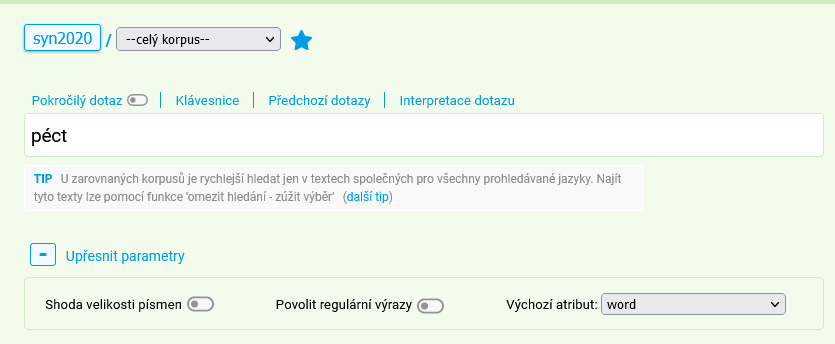 syn2020 / --celý korpus--
Pokročilý dotaz Klávesnice Předchozí dotazy Interpretace dotazu
péct
TIP U zarovnaných korpusů je rychlejší hledat jen v textech společných pro všechny prohledávané jazyky. Najít
tyto texty lze pomocí funkce 'omezit hledání - zúžit výběr' (další tip)
- Upřesnit parametry
Shoda velikosti písmen Povolit regulární výrazy Výchozí atribut: word